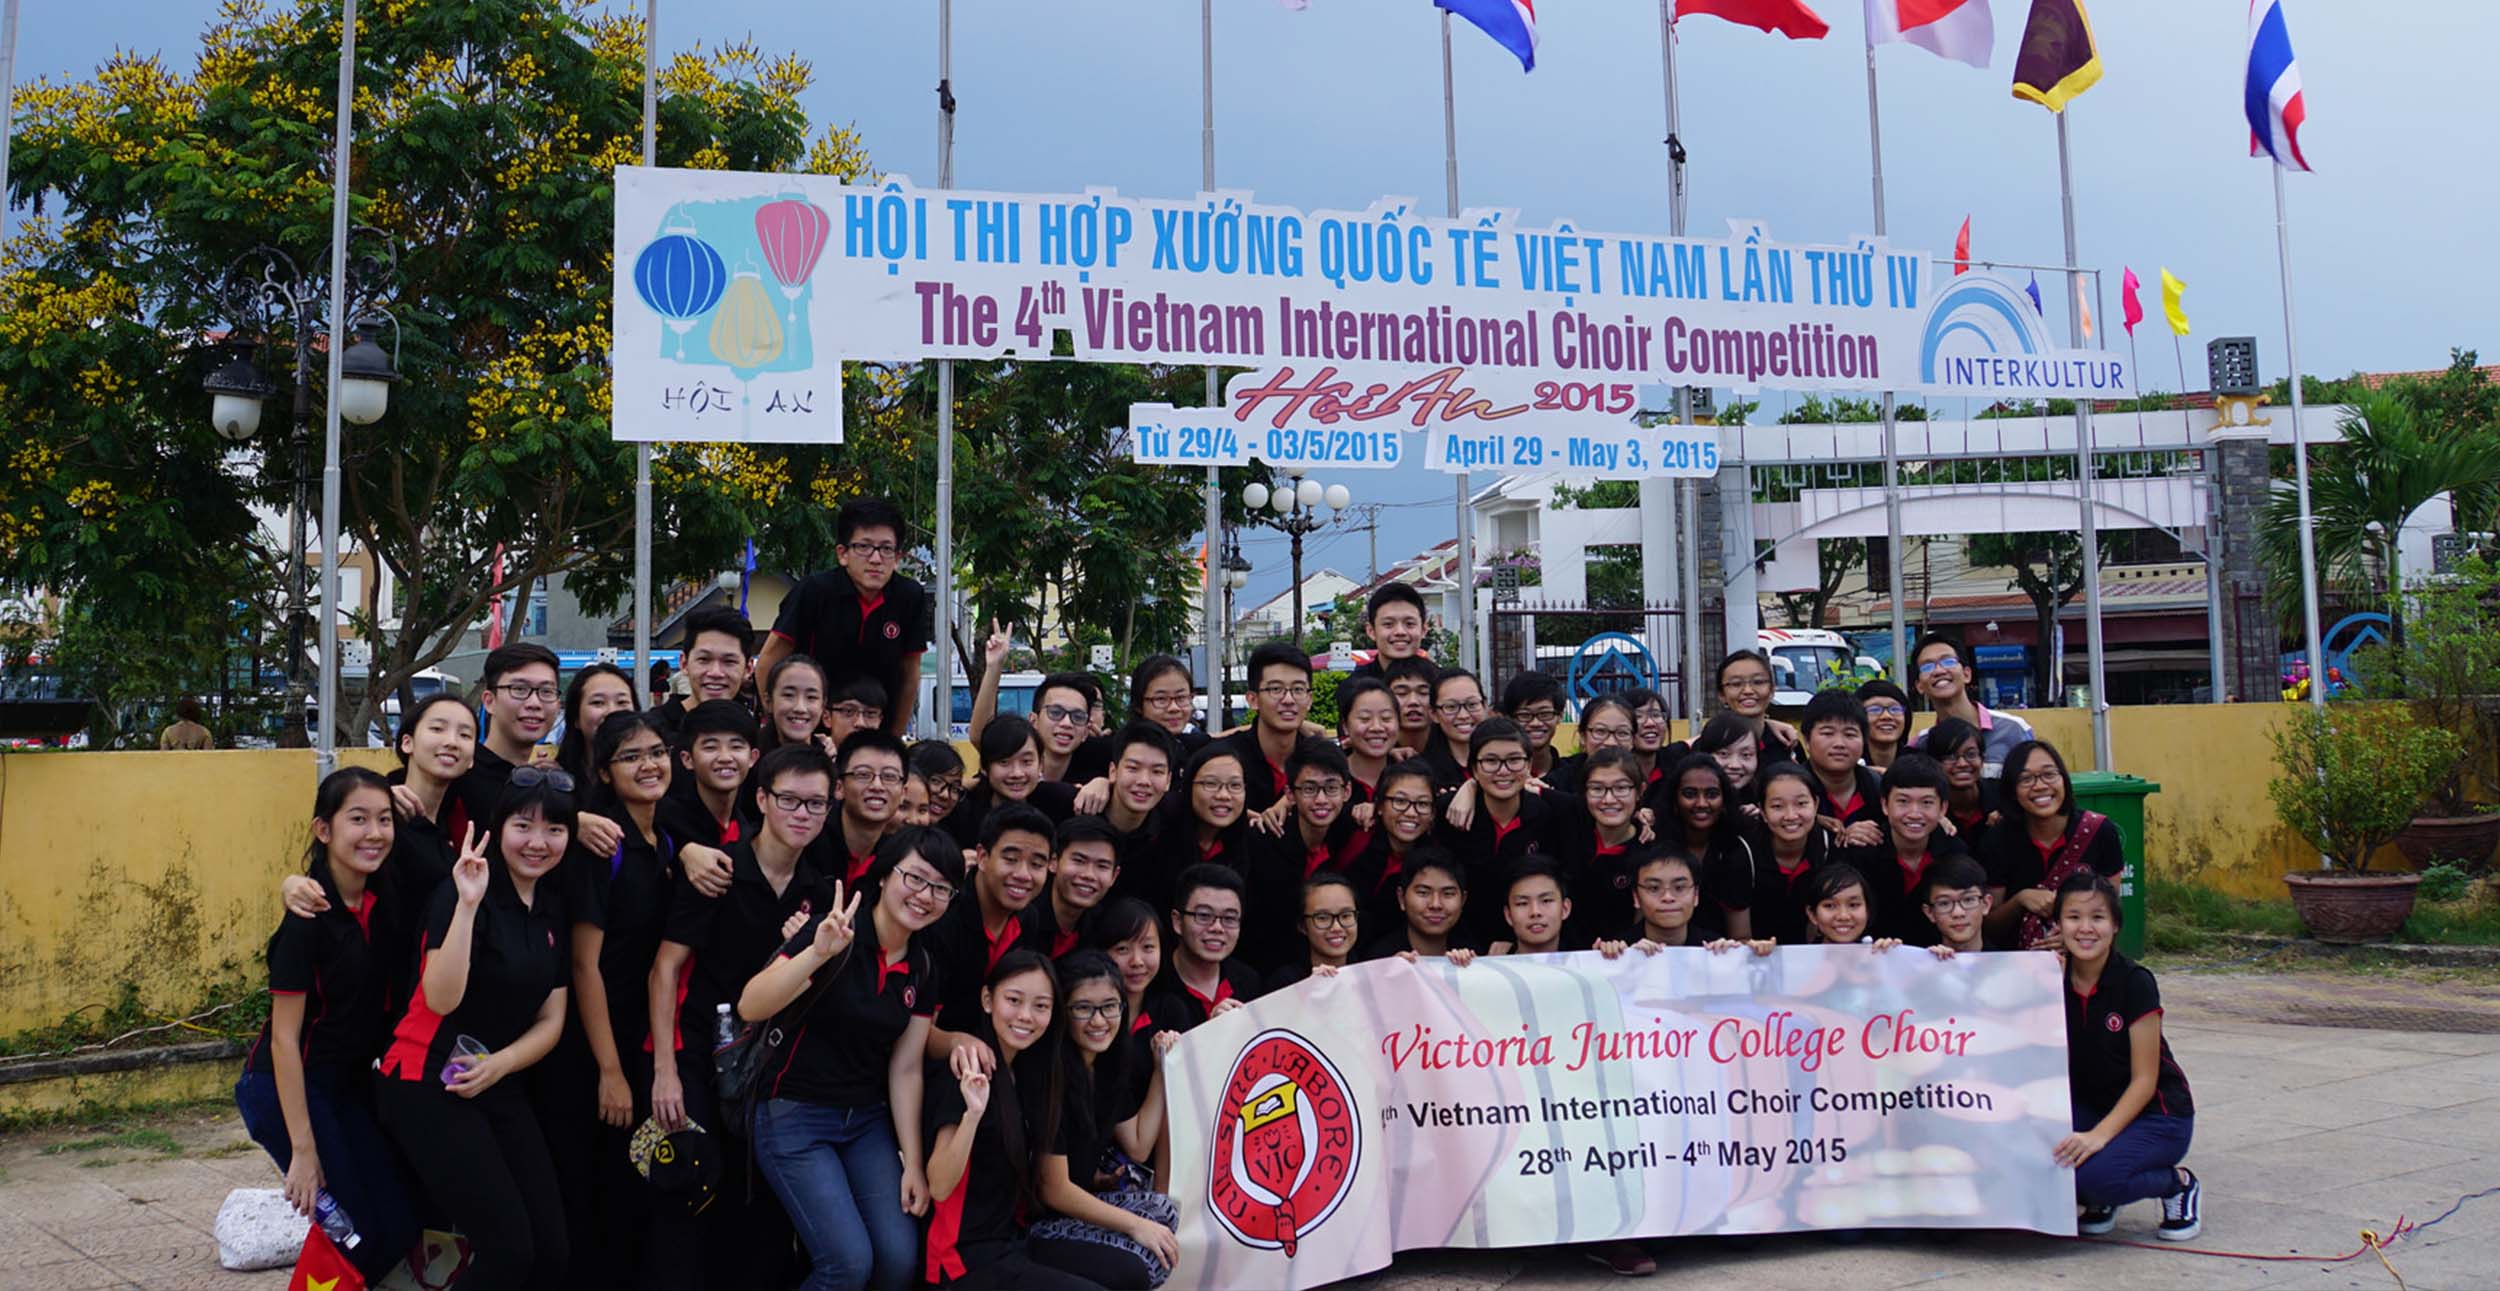 HỘI THI HỢP XƯỚNG QUỐC TẾ VIỆT NAM LẦN THỨ IV
The 4th Vietnam International Choir Competition
INTERKULTUR
HỘI AN
Hội An 2015
Từ 29/4 - 03/5/2015
April 29 - May 3, 2015
Victoria Junior College Choir
th Vietnam International Choir Competition
28th April - 4th May 2015
NIL · SINE · LABORE
VJC